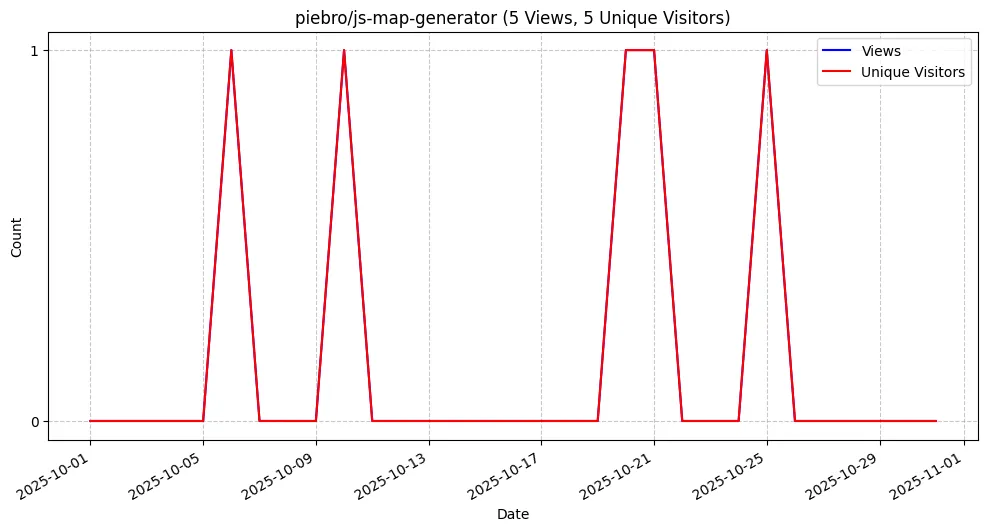 piebro/js-map-generator (5 Views, 5 Unique Visitors)
Views
Unique Visitors
1
0
Count
2025-10-01
2025-10-05
2025-10-09
2025-10-13
2025-10-17
2025-10-21
2025-10-25
2025-10-29
2025-11-01
Date